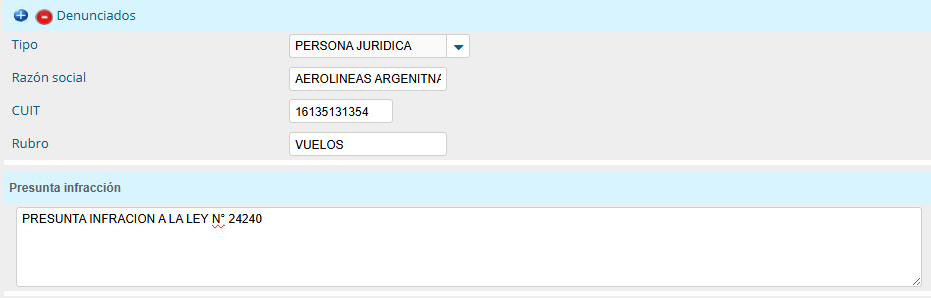 Denunciados
Tipo PERSONA JURIDICA
Razón social AEROLINEAS ARGENITNA
CUIT 16135131354
Rubro VUELOS
Presunta infracción
PRESUNTA INFRACION A LA LEY N° 24240